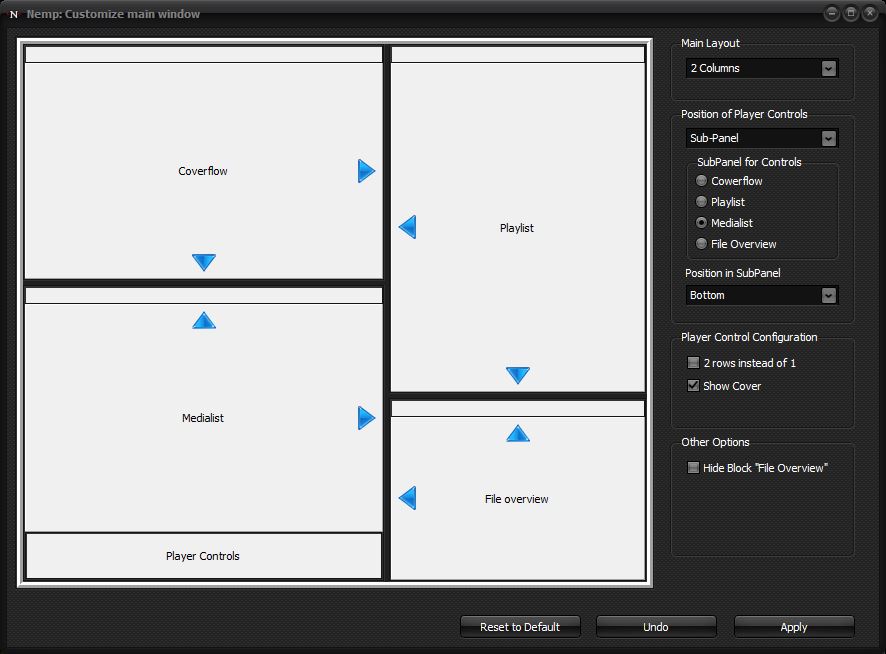 N Nemp: Customize main window
Coverflow
Medialist
Player Controls
Playlist
File overview
Main Layout
2 Columns
Position of Player Controls
Sub-Panel
SubPanel for Controls
Cowerflow
Playlist
Medialist
File Overview
Position in SubPanel
Bottom
Player Control Configuration
2 rows instead of 1
Show Cover
Other Options
Hide Block "File Overview"
Reset to Default
Undo
Apply